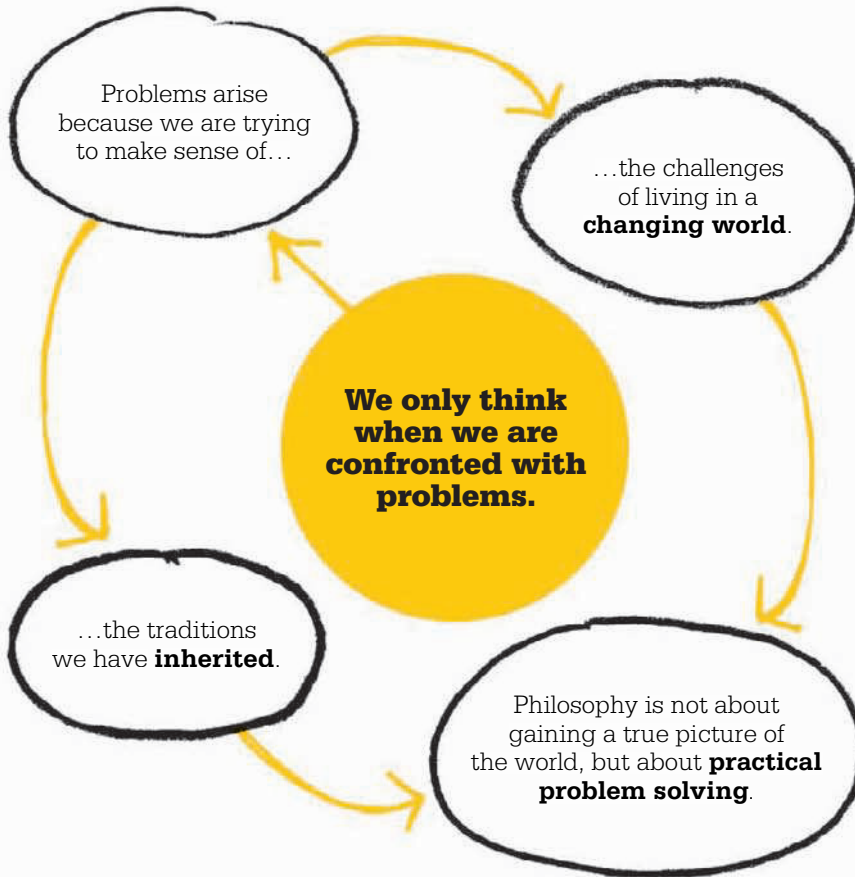 Problems arise
because we are trying
to make sense of…
…the challenges
of living in a
changing world.
We only think
when we are
confronted with
problems.
…the traditions
we have inherited.
Philosophy is not about
gaining a true picture of
the world, but about practical
problem solving.